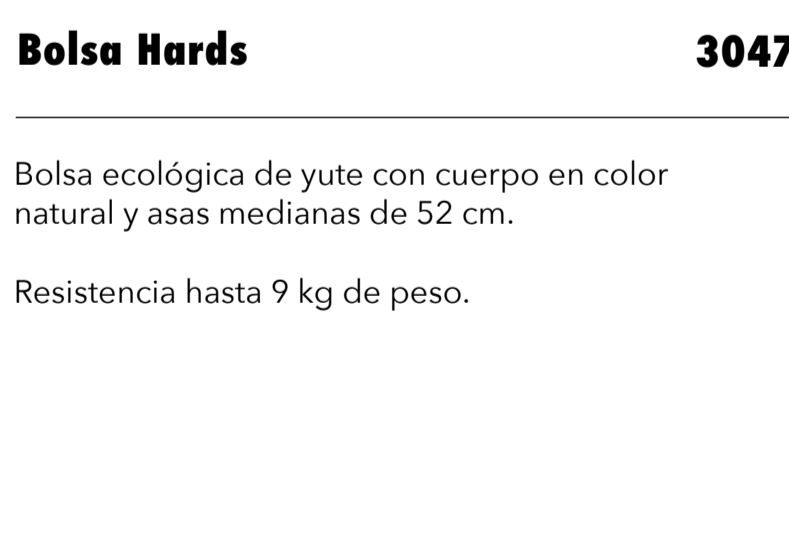 Bolsa Hards 3047
Bolsa ecológica de yute con cuerpo en color
natural y asas medianas de 52 cm.
Resistencia hasta 9 kg de peso.